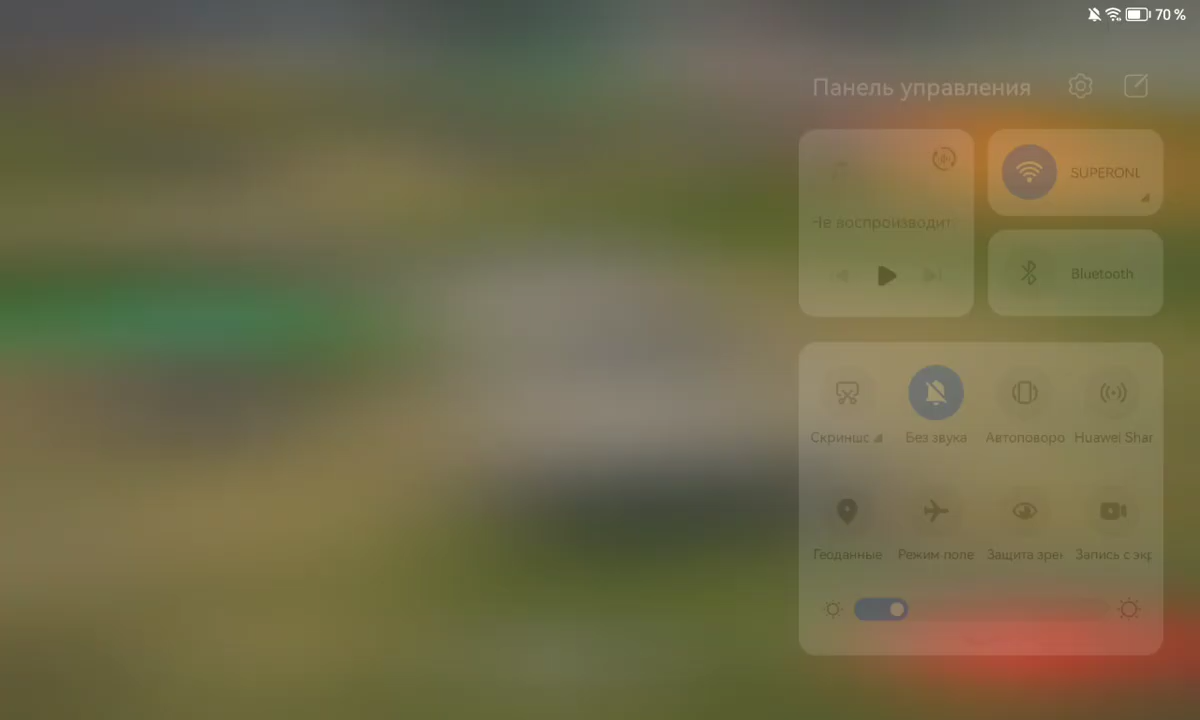 70 %
Панель управления
SUPERONL
Не воспроизводит
Bluetooth
Скриншс
Без звука
Автоповоро
Huawei Shar
Геоданные
Режим поле
Защита зрен
Запись с экр